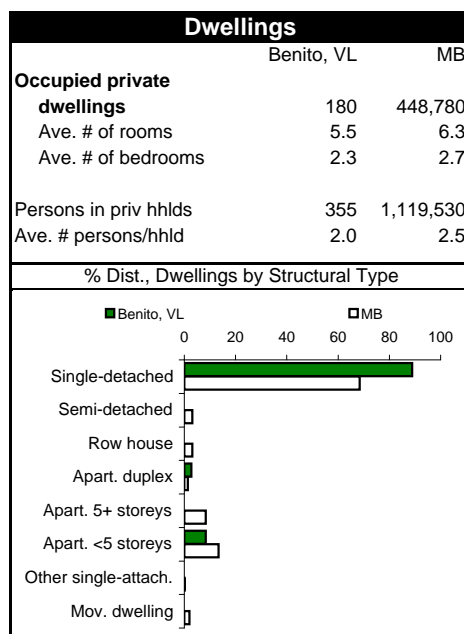 Dwellings
Benito, VL MB
Occupied private
dwellings 180 448,780
Ave. # of rooms 5.5 6.3
Ave. # of bedrooms 2.3 2.7
Persons in priv hhlds 355 1,119,530
Ave. # persons/hhld 2.0 2.5
% Dist., Dwellings by Structural Type
Benito, VL MB
0 20 40 60 80 100
Single-detached
Semi-detached
Row house
Apart. duplex
Apart. 5+ storeys
Apart. <5 storeys
Other single-attach.
Mov. dwelling